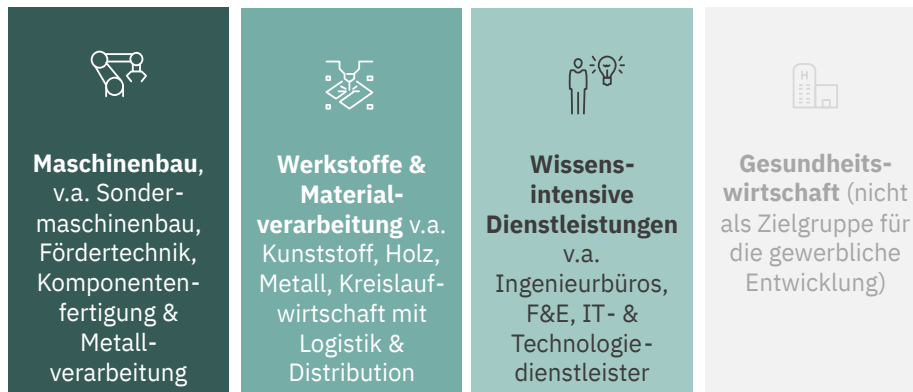 Maschinenbau,
v.a. Sonder-
maschinenbau,
Fördertechnik,
Komponenten-
fertigung &
Metall-
verarbeitung
Werkstoffe &
Material-
verarbeitung v.a.
Kunststoff, Holz,
Metall, Kreislauf-
wirtschaft mit
Logistik &
Distribution
Wissens-
intensive
Dienstleistungen
v.a.
Ingenieurbüros,
F&E, IT- &
Technologie-
dienstleister
H
Gesundheits-
wirtschaft (nicht
als Zielgruppe für
die gewerbliche
Entwicklung)